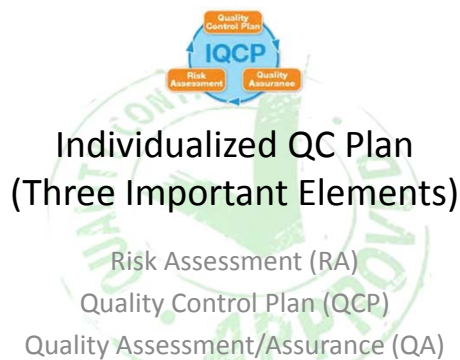 Quality
Control Plan
IQCP
Risk
Assessment
Quality
Assurance
Individualized QC Plan
(Three Important Elements)
Risk Assessment (RA)
Quality Control Plan (QCP)
Quality Assessment/Assurance (QA)